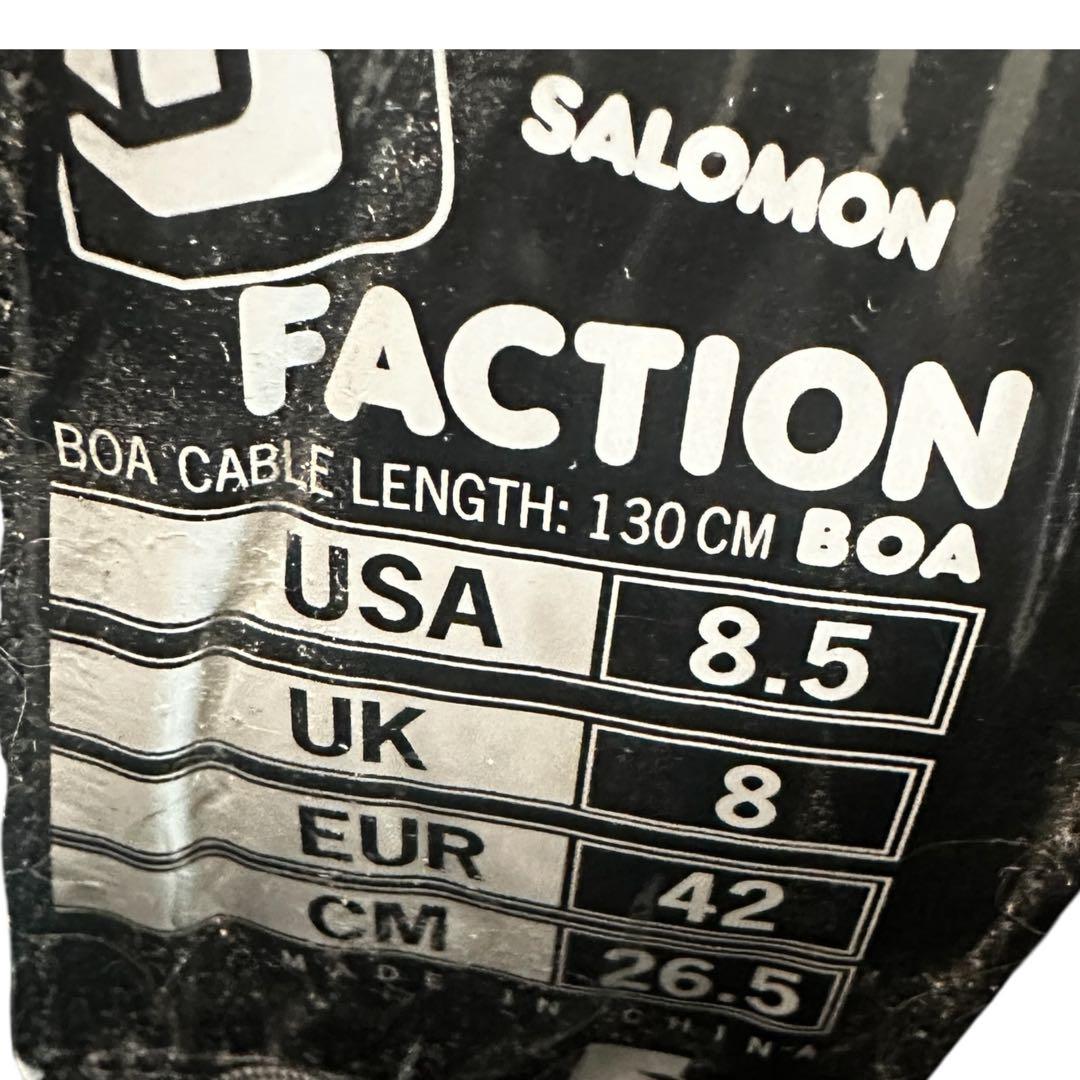 SALOMON
FACTION
BOA CABLE LENGTH: 130 CM BOA
USA 8.5
UK 8
EUR 42
CM 26.5
MADE IN CHINA